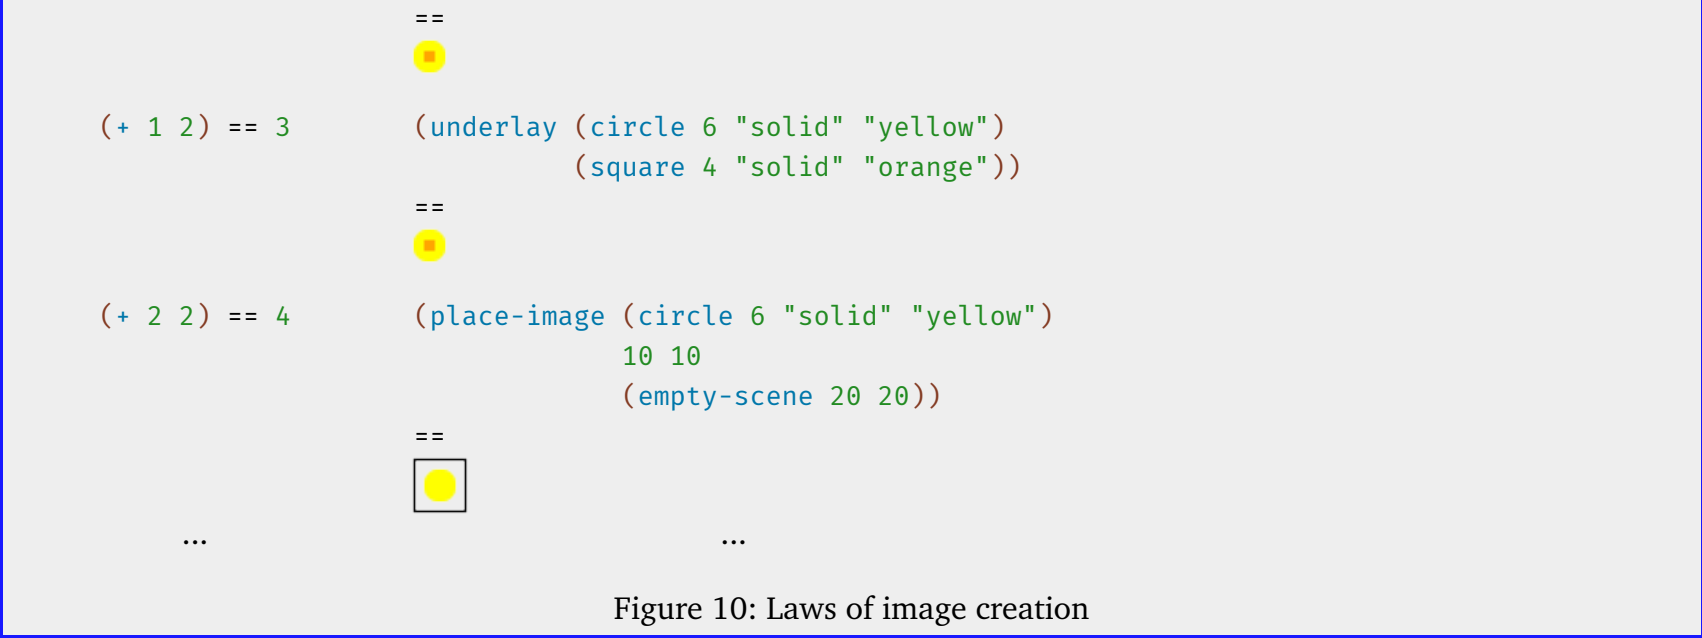 ==
(+ 1 2) == 3 (underlay (circle 6 "solid" "yellow")
(square 4 "solid" "orange"))
==
(+ 2 2) == 4 (place-image (circle 6 "solid" "yellow")
10 10
(empty-scene 20 20))
==
... ...
Figure 10: Laws of image creation